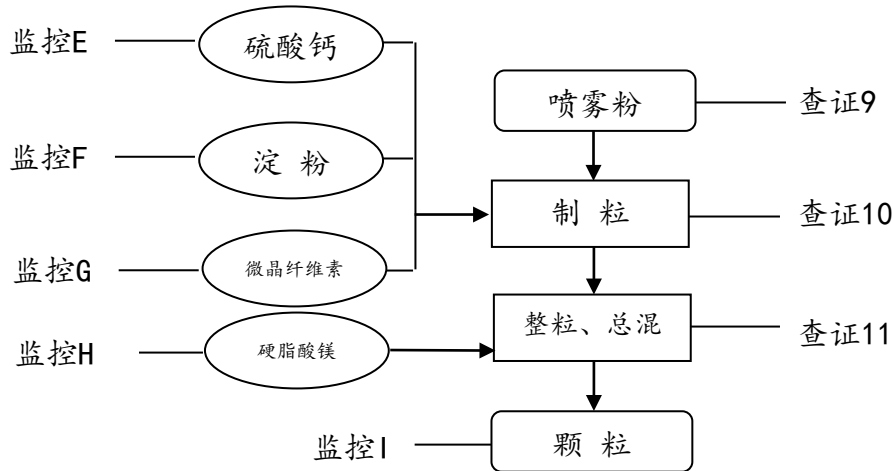 监控E
硫酸钙
喷雾粉
查证9
监控F
淀 粉
制 粒
查证10
监控G
微晶纤维素
整粒、总混
查证11
监控H
硬脂酸镁
监控I
颗 粒